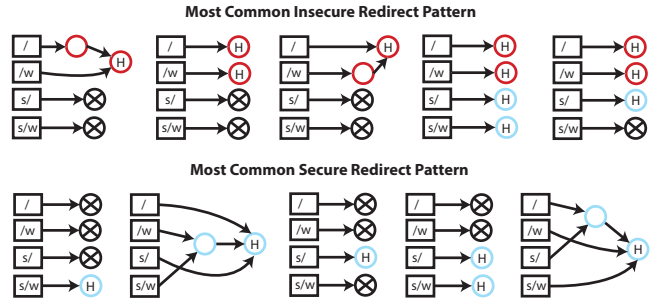 Most Common Insecure Redirect Pattern
/ H / H / H / H / H
/w /w H /w /w H /w H
s/ s/ s/ s/ H s/ H
s/w s/w s/w s/w H s/w
Most Common Secure Redirect Pattern
/ / / / /
/w /w /w /w /w
s/ s/ H s/ H s/ H s/ H
s/w H s/w s/w s/w H s/w